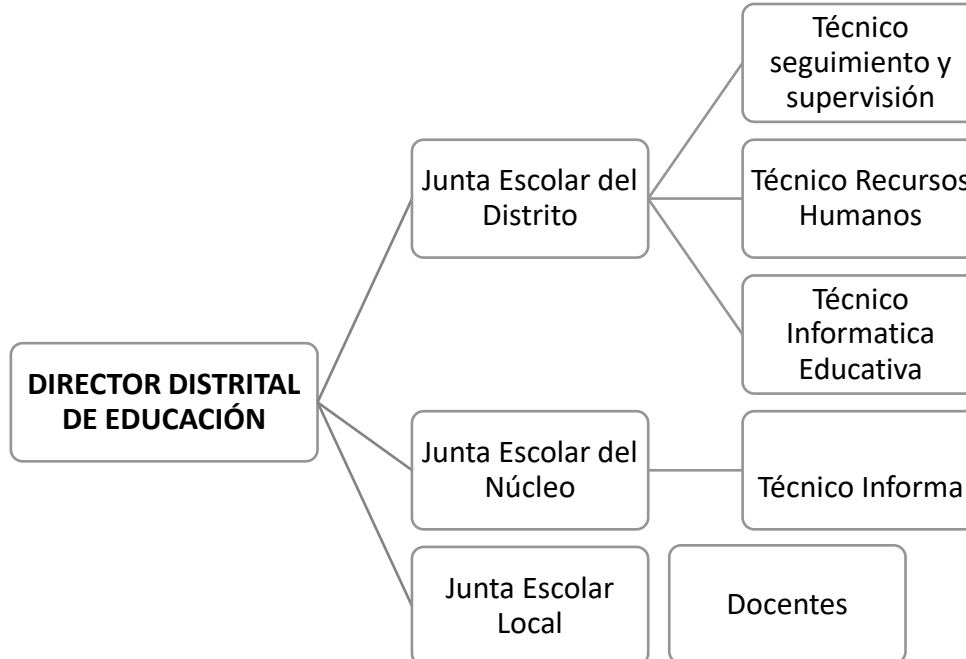 Técnico
seguimiento y
supervisión
Junta Escolar del
Distrito
Técnico Recursos
Humanos
Técnico
Informatica
Educativa
DIRECTOR DISTRITAL
DE EDUCACIÓN
Junta Escolar del
Núcleo
Técnico Informa
Junta Escolar
Local
Docentes